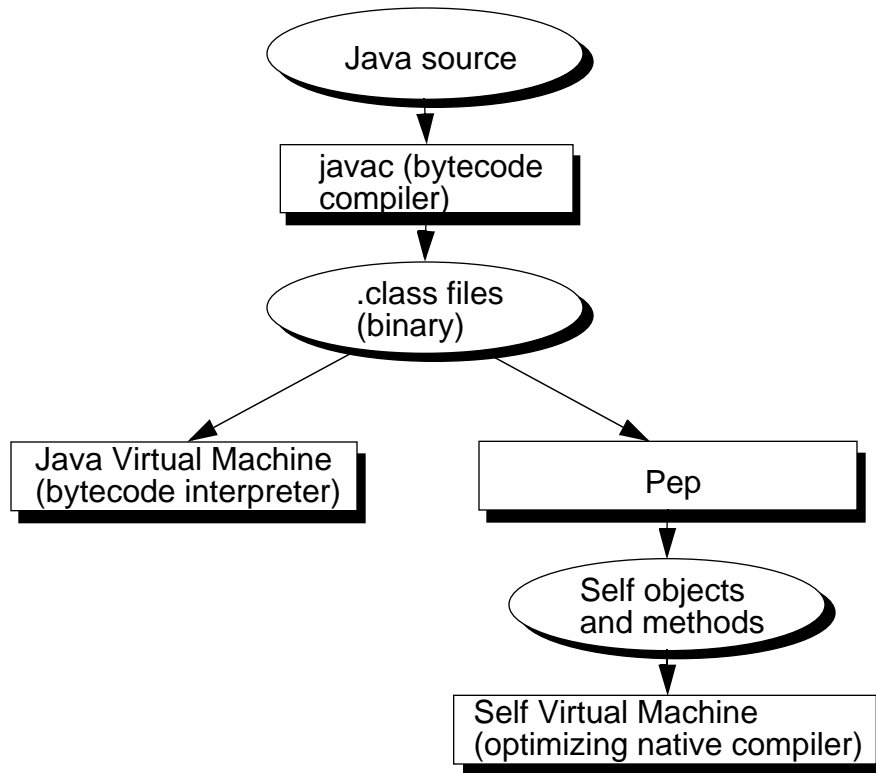 Java source
javac (bytecode
compiler)
.class files
(binary)
Java Virtual Machine
(bytecode interpreter)
Pep
Self objects
and methods
Self Virtual Machine
(optimizing native compiler)